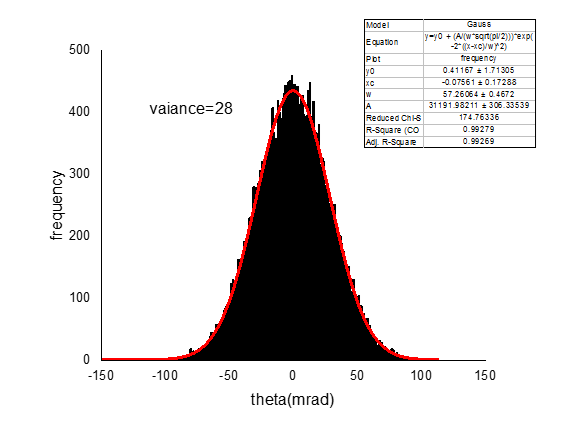 Model Gauss
Equation y=y0 + (A/(w*sqrt(pi/2)))*exp(
-2*((x-xc)/w)^2)
Plot frequency
y0 0.41167 ± 1.71305
xc -0.07561 ± 0.17288
w 57.26064 ± 0.4672
A 31191.98211 ± 306.33539
Reduced Chi-S 174.76336
R-Square (CO 0.99279
Adj. R-Square 0.99269
vaiance=28
frequency
500
400
300
200
100
0
-150 -100 -50 0 50 100 150
theta(mrad)